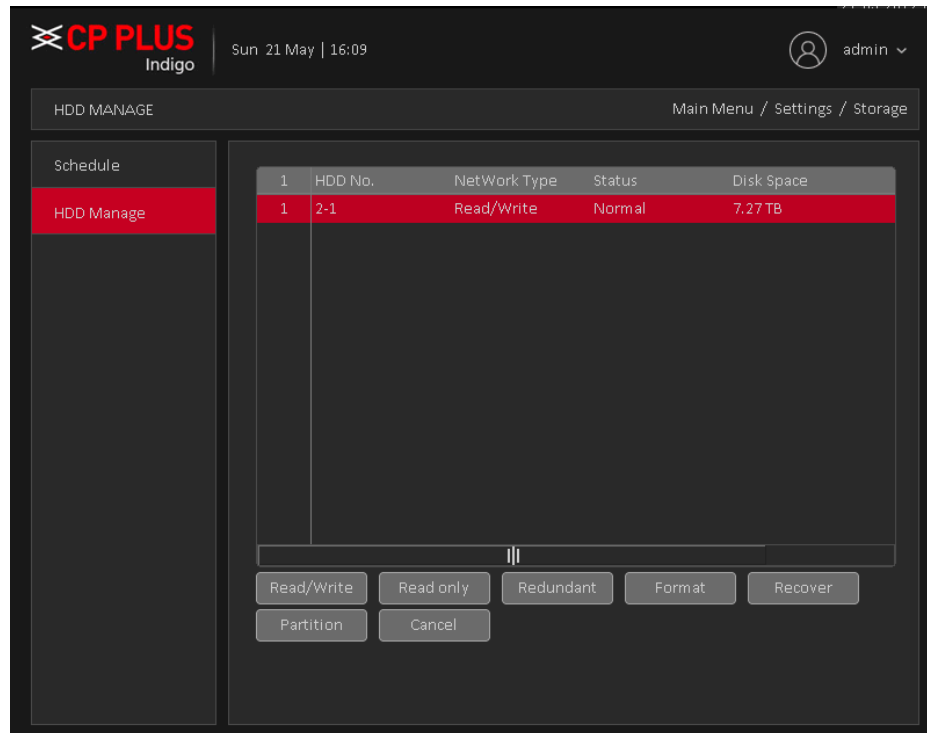 CP PLUS
Indigo
Sun 21 May | 16:09
admin
HDD MANAGE
Main Menu / Settings / Storage
Schedule
HDD Manage
1 HDD No. NetWork Type Status Disk Space
1 2-1 Read/Write Normal 7.27 TB
Read/Write Read only Redundant Format Recover
Partition Cancel